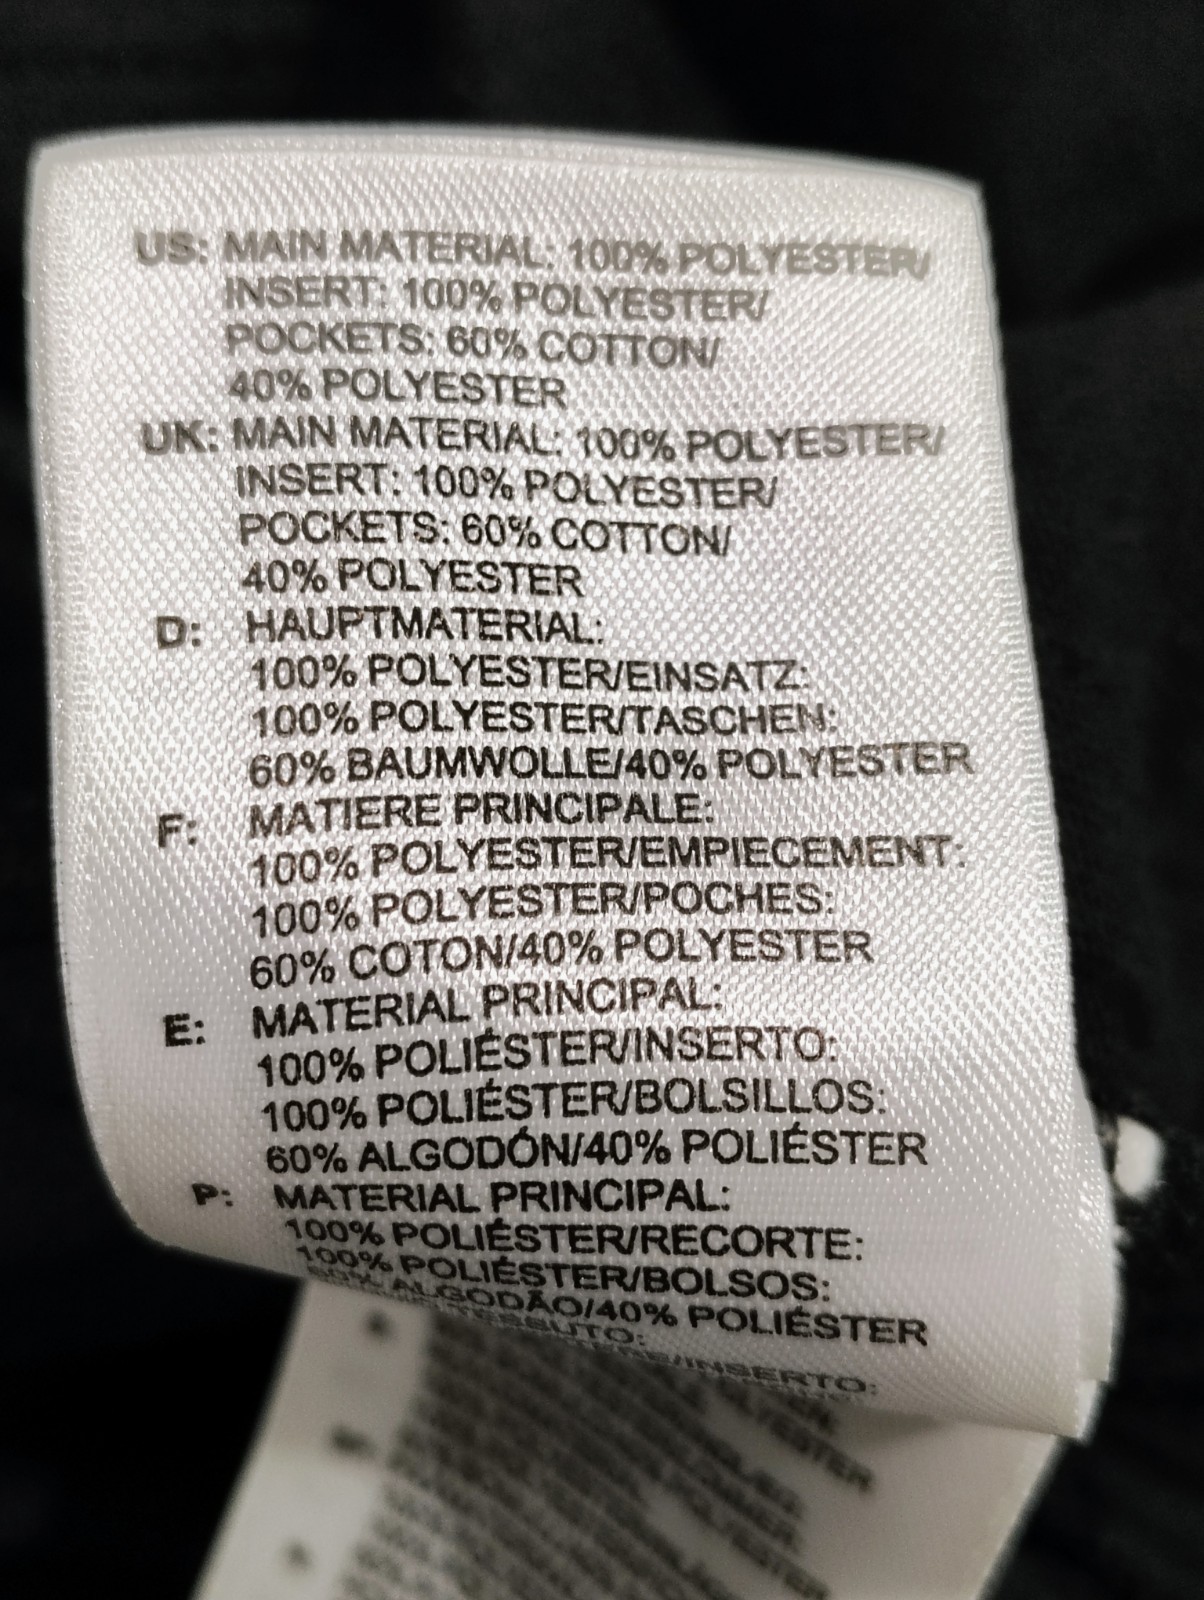 US: MAIN MATERIAL: 100% POLYESTER/
INSERT: 100% POLYESTER/
POCKETS: 60% COTTON/
40% POLYESTER
UK: MAIN MATERIAL: 100% POLYESTER/
INSERT: 100% POLYESTER/
POCKETS: 60% COTTON/
40% POLYESTER
D: HAUPTMATERIAL:
100% POLYESTER/EINSATZ:
100% POLYESTER/TASCHEN:
60% BAUMWOLLE/40% POLYESTER
F: MATIERE PRINCIPALE:
100% POLYESTER/EMPIECEMENT:
100% POLYESTER/POCHES:
60% COTON/40% POLYESTER
E: MATERIAL PRINCIPAL:
100% POLIÉSTER/INSERTO:
100% POLIÉSTER/BOLSILLOS:
60% ALGODÓN/40% POLIÉSTER
P: MATERIAL PRINCIPAL:
100% POLIÉSTER/RECORTE:
100% POLIÉSTER/BOLSOS:
60% ALGODÃO/40% POLIÉSTER
TESSUTO:
/INSERTO: